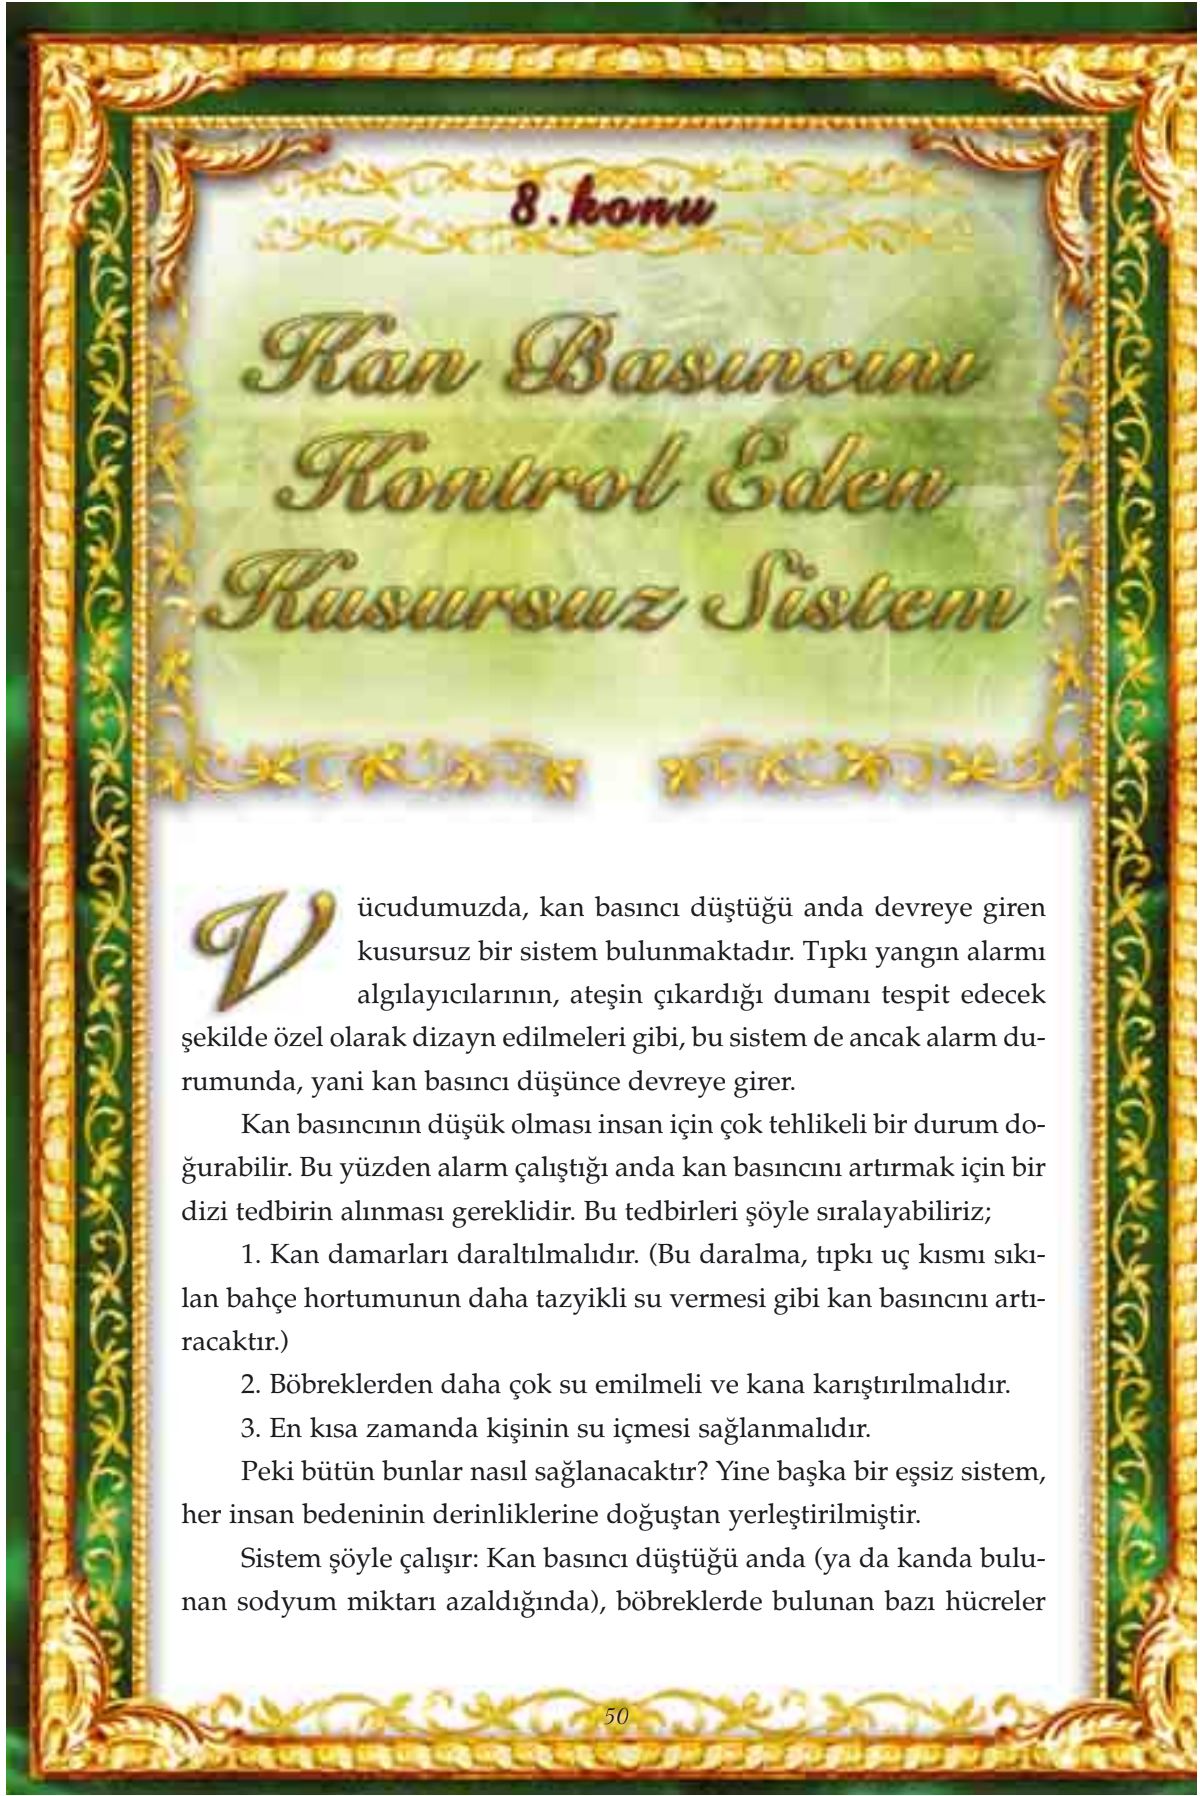 8.konu
Kan Basıncını
Kontrol Eden
Kusursuz Sistem
Vücudumuzda, kan basıncı düştüğü anda devreye giren
kusursuz bir sistem bulunmaktadır. Tıpkı yangın alarmı
algılayıcılarının, ateşin çıkardığı dumanı tespit edecek
şekilde özel olarak dizayn edilmeleri gibi, bu sistem de ancak alarm du-
rumunda, yani kan basıncı düşünce devreye girer.
Kan basıncının düşük olması insan için çok tehlikeli bir durum do-
ğurabilir. Bu yüzden alarm çalıştığı anda kan basıncını artırmak için bir
dizi tedbirin alınması gereklidir. Bu tedbirleri şöyle sıralayabiliriz;
1. Kan damarları daraltılmalıdır. (Bu daralma, tıpkı uç kısmı sıkı-
lan bahçe hortumunun daha tazyikli su vermesi gibi kan basıncını artı-
racaktır.)
2. Böbreklerden daha çok su emilmeli ve kana karıştırılmalıdır.
3. En kısa zamanda kişinin su içmesi sağlanmalıdır.
Peki bütün bunlar nasıl sağlanacaktır? Yine başka bir eşsiz sistem,
her insan bedeninin derinliklerine doğuştan yerleştirilmiştir.
Sistem şöyle çalışır: Kan basıncı düştüğü anda (ya da kanda bulu-
nan sodyum miktarı azaldığında), böbreklerde bulunan bazı hücreler
50